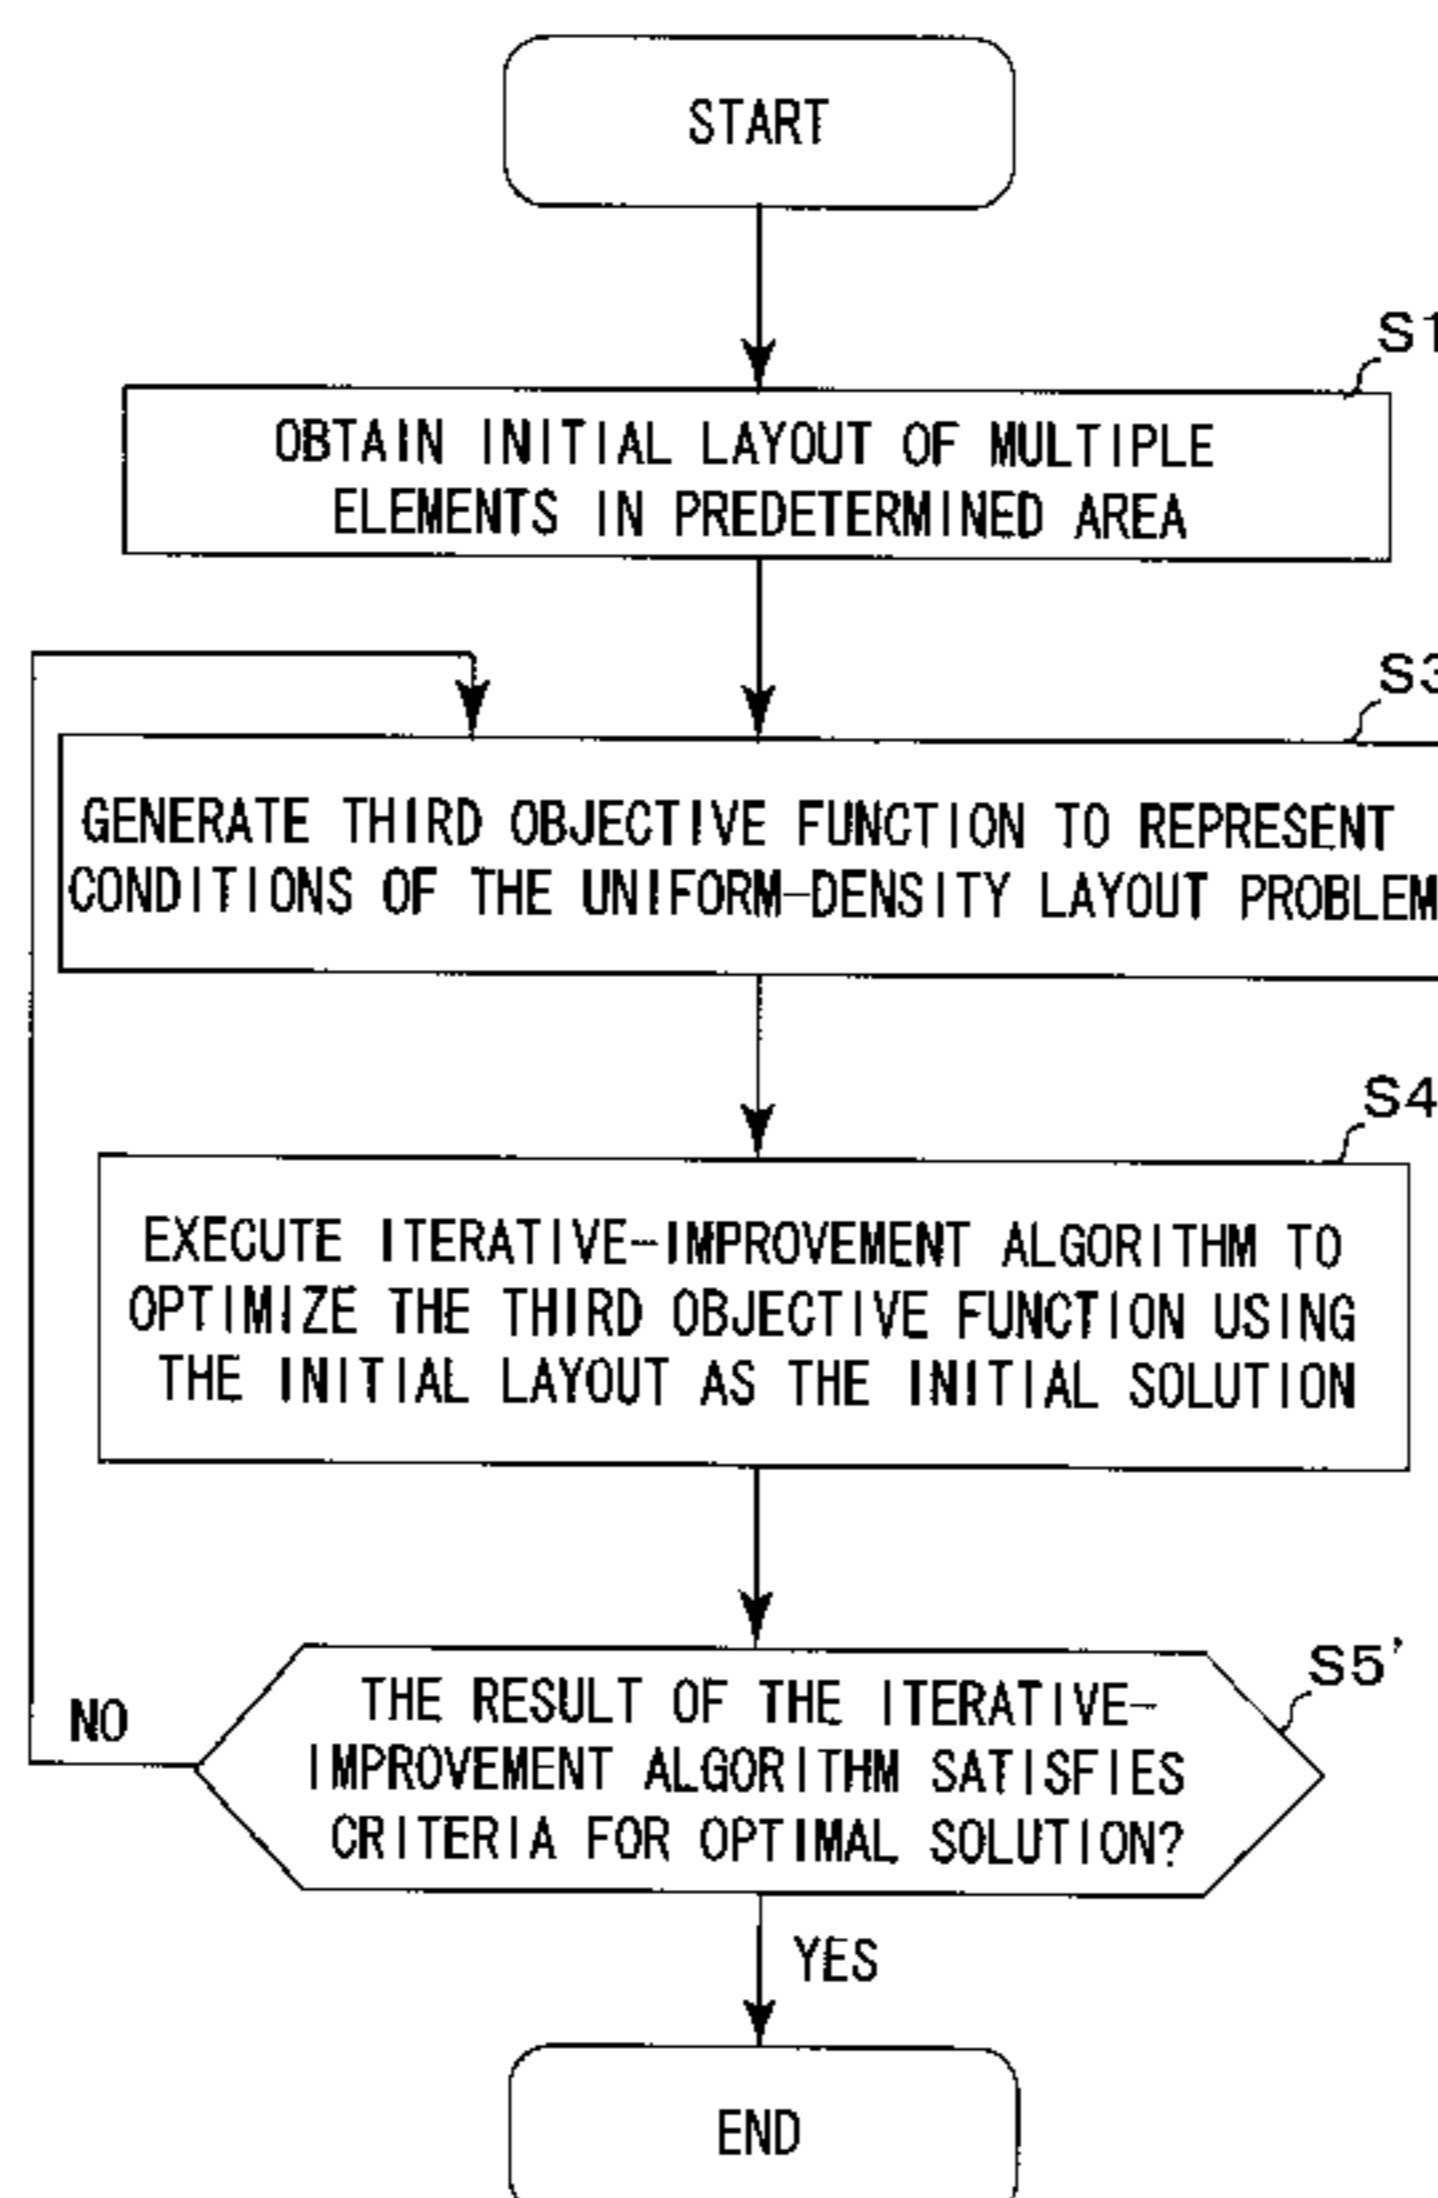 START
S1
OBTAIN INITIAL LAYOUT OF MULTIPLE
ELEMENTS IN PREDETERMINED AREA
S3
GENERATE THIRD OBJECTIVE FUNCTION TO REPRESENT
CONDITIONS OF THE UNIFORM-DENSITY LAYOUT PROBLEM
S4
EXECUTE ITERATIVE-IMPROVEMENT ALGORITHM TO
OPTIMIZE THE THIRD OBJECTIVE FUNCTION USING
THE INITIAL LAYOUT AS THE INITIAL SOLUTION
S5'
NO
THE RESULT OF THE ITERATIVE-
IMPROVEMENT ALGORITHM SATISFIES
CRITERIA FOR OPTIMAL SOLUTION?
YES
END